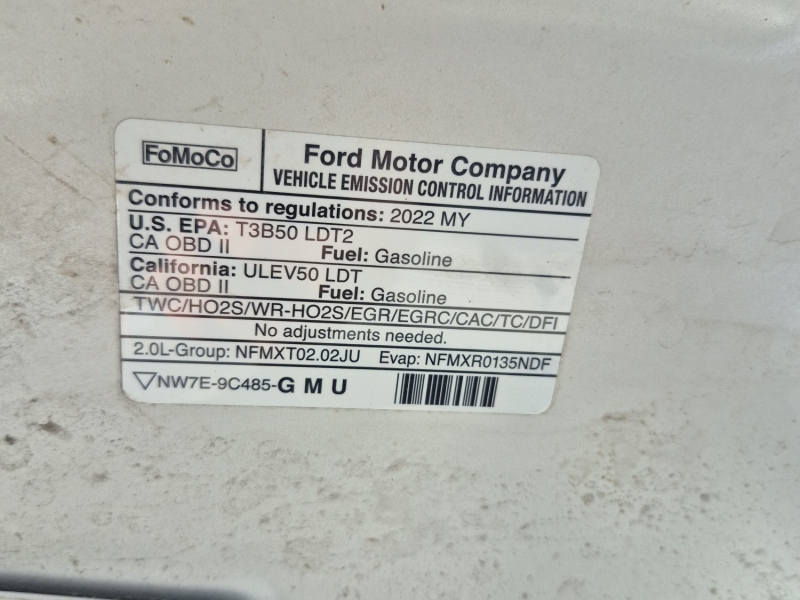 FoMoCo
Ford Motor Company
VEHICLE EMISSION CONTROL INFORMATION
Conforms to regulations: 2022 MY
U.S. EPA: T3B50 LDT2
CA OBD II Fuel: Gasoline
California: ULEV50 LDT
CA OBD II Fuel: Gasoline
TWC/HO2S/WR-HO2S/EGR/EGRC/CAC/TC/DFI
No adjustments needed.
2.0L-Group: NFMXT02.02JU Evap: NFMXR0135NDF
NW7E-9C485-G M U